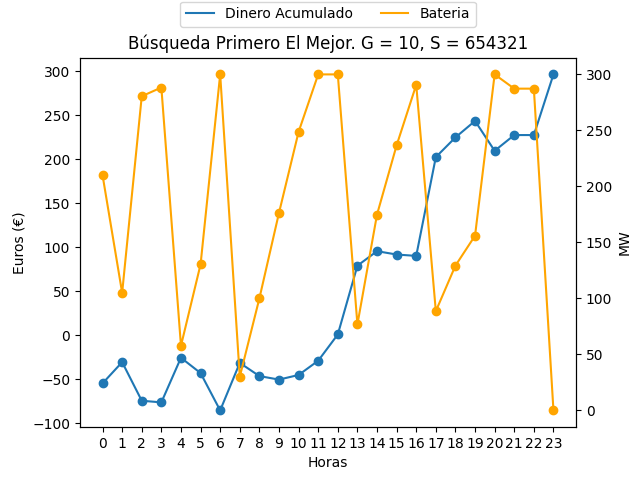 Dinero Acumulado
Bateria
Búsqueda Primero El Mejor. G = 10, S = 654321
300
250
200
150
100
50
0
−50
−100
Euros (€)
300
250
200
150
100
50
0
MW
0 1 2 3 4 5 6 7 8 9 10 11 12 13 14 15 16 17 18 19 20 21 22 23
Horas